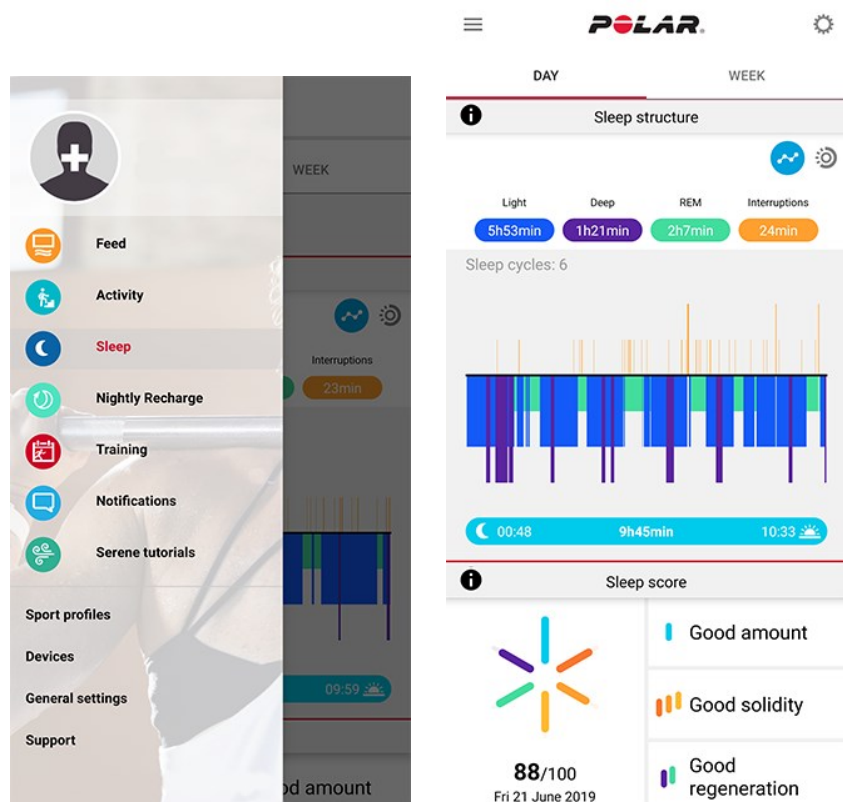 WEEK
Feed
Activity
Sleep
Interruptions
Nightly Recharge
23min
Training
Notifications
Serene tutorials
Sport profiles
Devices
General settings
09:59
Support
od amount
POLAR.
DAY
WEEK
Sleep structure
Light
Deep
REM
Interruptions
5h53min
1h21min
2h7min
24min
Sleep cycles: 6
00:48
9h45min
10:33
Sleep score
Good amount
Good solidity
88/100
Fri 21 June 2019
Good
regeneration